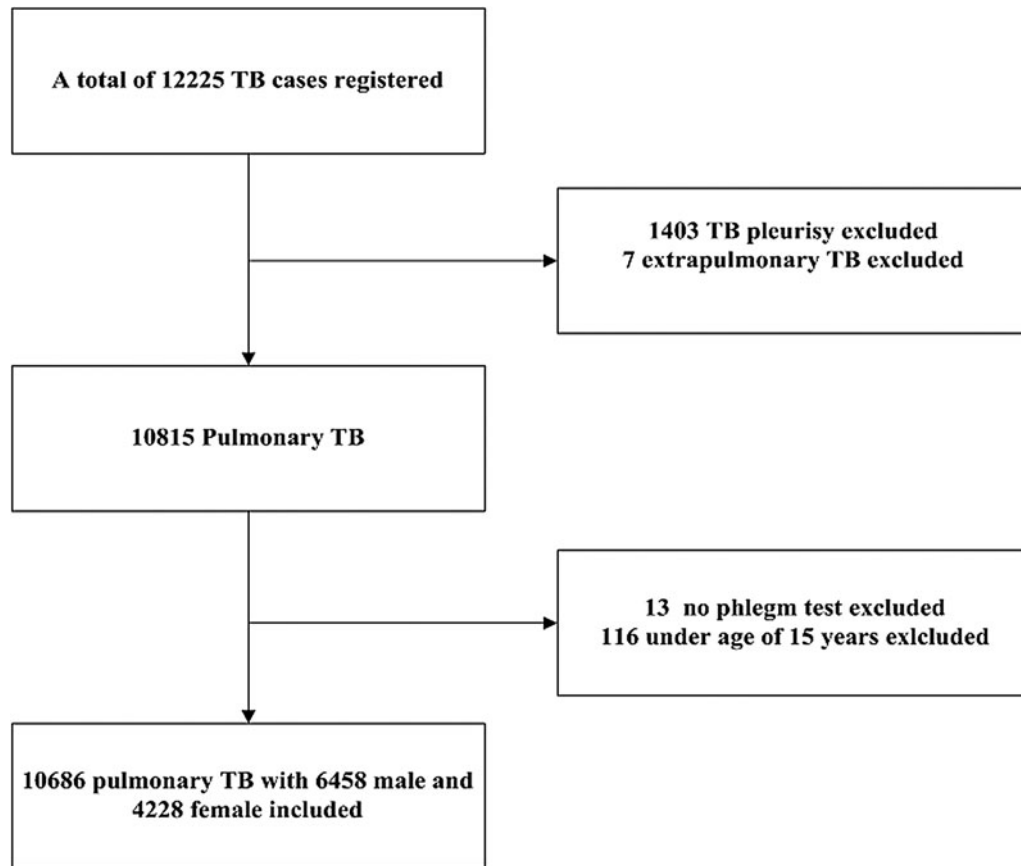 A total of 12225 TB cases registered
1403 TB pleurisy excluded
7 extrapulmonary TB excluded
10815 Pulmonary TB
13 no phlegm test excluded
116 under age of 15 years exlcluded
10686 pulmonary TB with 6458 male and
4228 female included